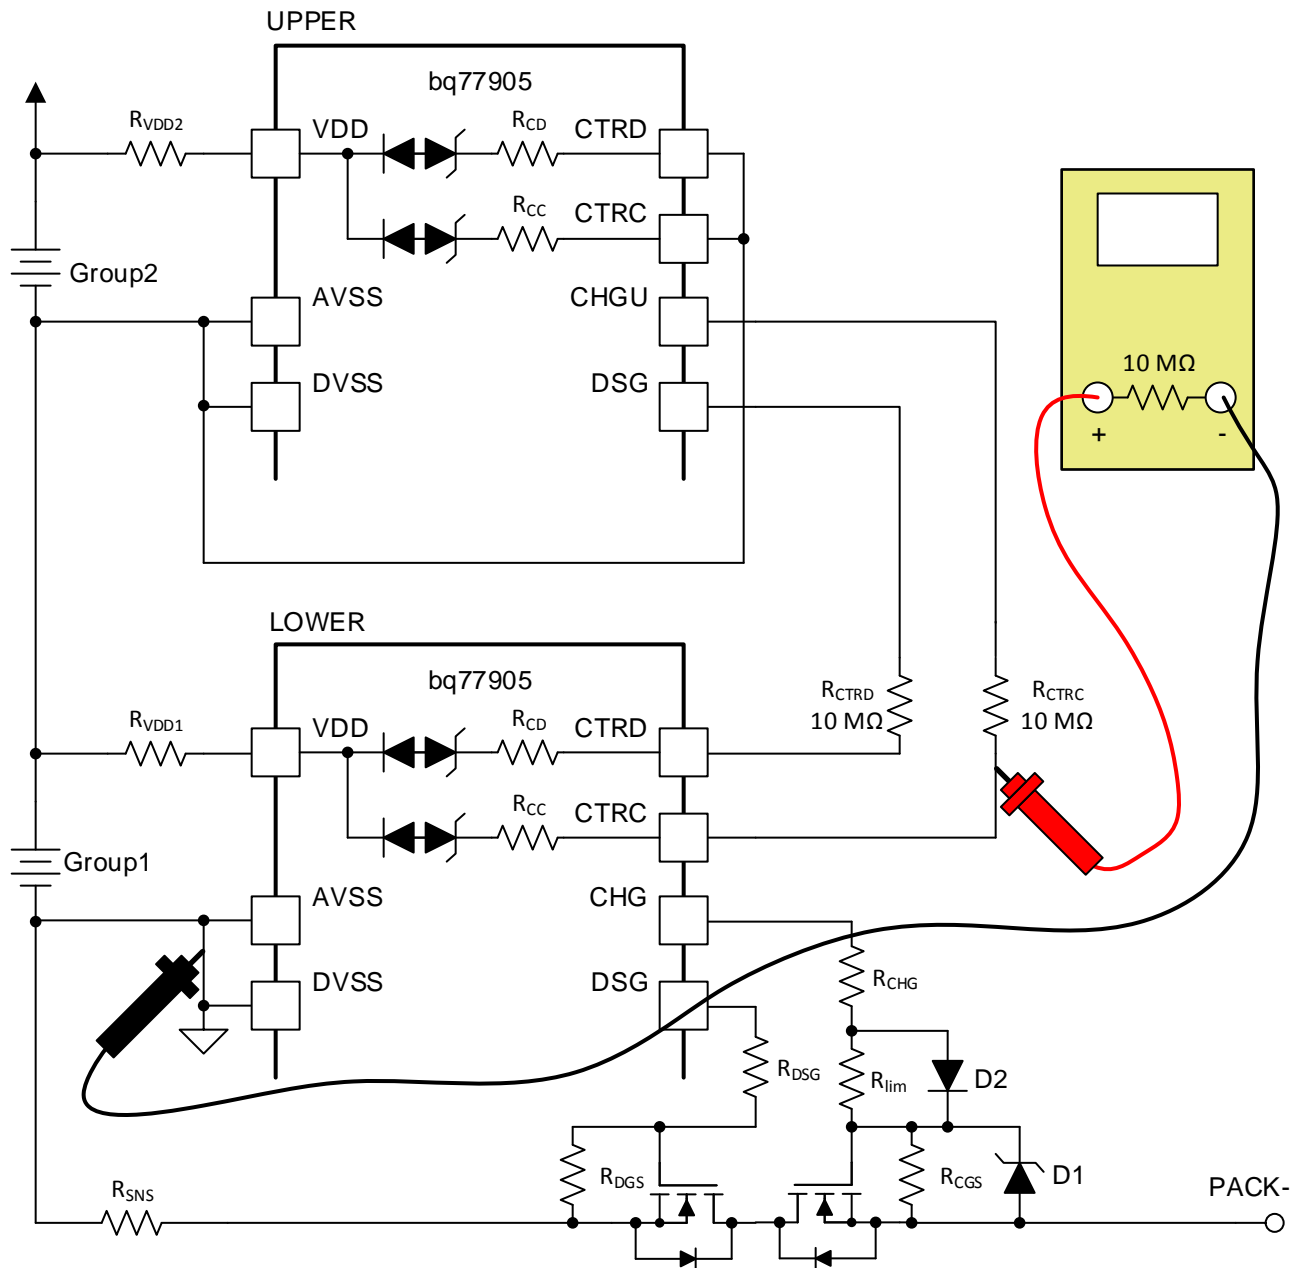 UPPER
bq77905
RVDD2
VDD
RCD
CTRD
RCC
CTRC
Group2
AVSS
CHGU
DVSS
DSG
10 MΩ
+
-
LOWER
bq77905
RCTRD
10 MΩ
RCTRC
10 MΩ
RVDD1
VDD
RCD
CTRD
RCC
CTRC
Group1
AVSS
CHG
DVSS
DSG
RCHG
RDSG
Rlim
D2
RSNS
RDGS
RCGS
D1
PACK-